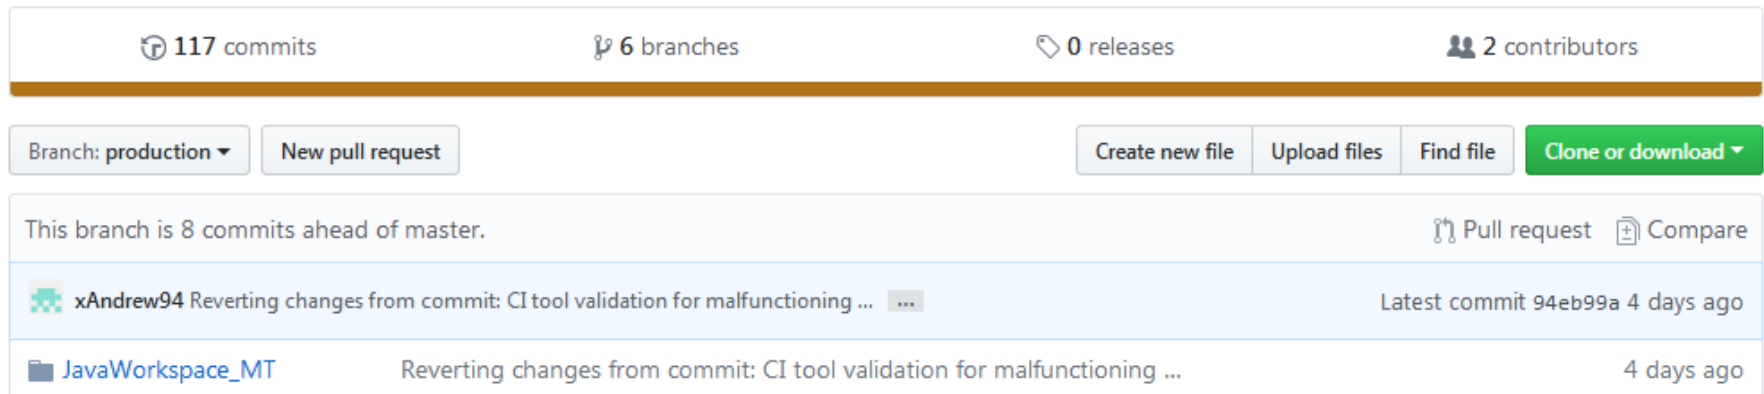 117 commits 6 branches 0 releases 2 contributors
Branch: production New pull request Create new file Upload files Find file Clone or download
This branch is 8 commits ahead of master. Pull request Compare
xAndrew94 Reverting changes from commit: CI tool validation for malfunctioning ... ... Latest commit 94eb99a 4 days ago
JavaWorkspace_MT Reverting changes from commit: CI tool validation for malfunctioning ... 4 days ago